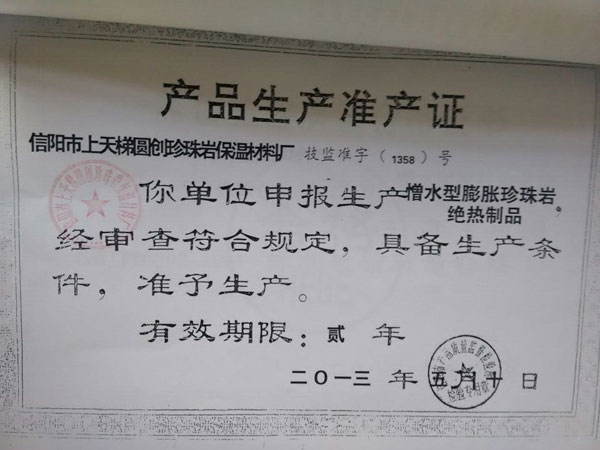 产品生产准产证
信阳市上天梯圆创珍珠岩保温材料厂 技监准字(1358)号
你单位申报生产憎水型膨胀珍珠岩
绝热制品。
经审查符合规定,具备生产条
件,准予生产。
有效期限:贰 年
二〇一三 年 五月十日